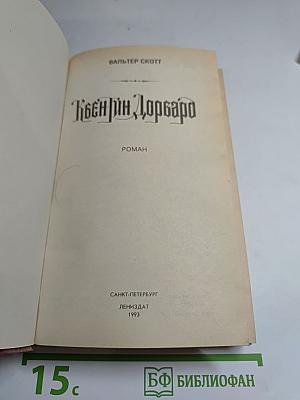 ВАЛЬТЕР СКОТТ
Квентин Дорвард
РОМАН
САНКТ-ПЕТЕРБУРГ
ЛЕНИЗДАТ
1993
15с
БФ БИБЛИОФАН